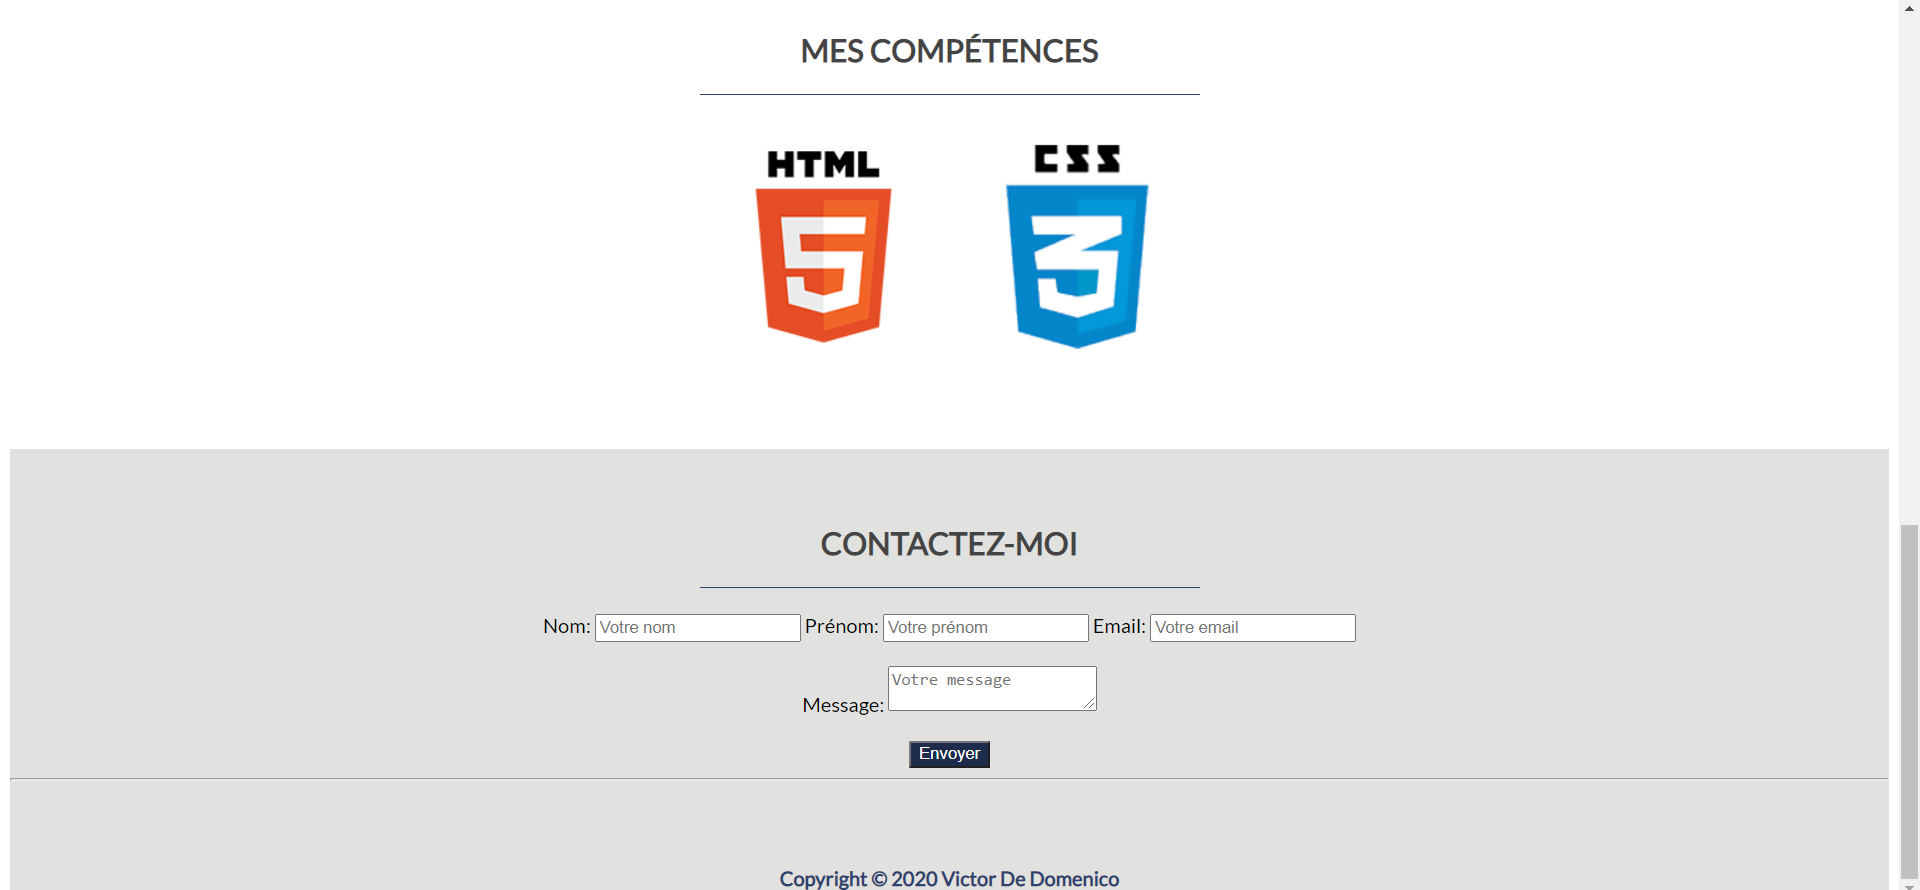 MES COMPÉTENCES
HTML CSS
5 3
CONTACTEZ-MOI
Nom: Votre nom Prénom: Votre prénom Email: Votre email
Message: Votre message
Envoyer
Copyright © 2020 Victor De Domenico